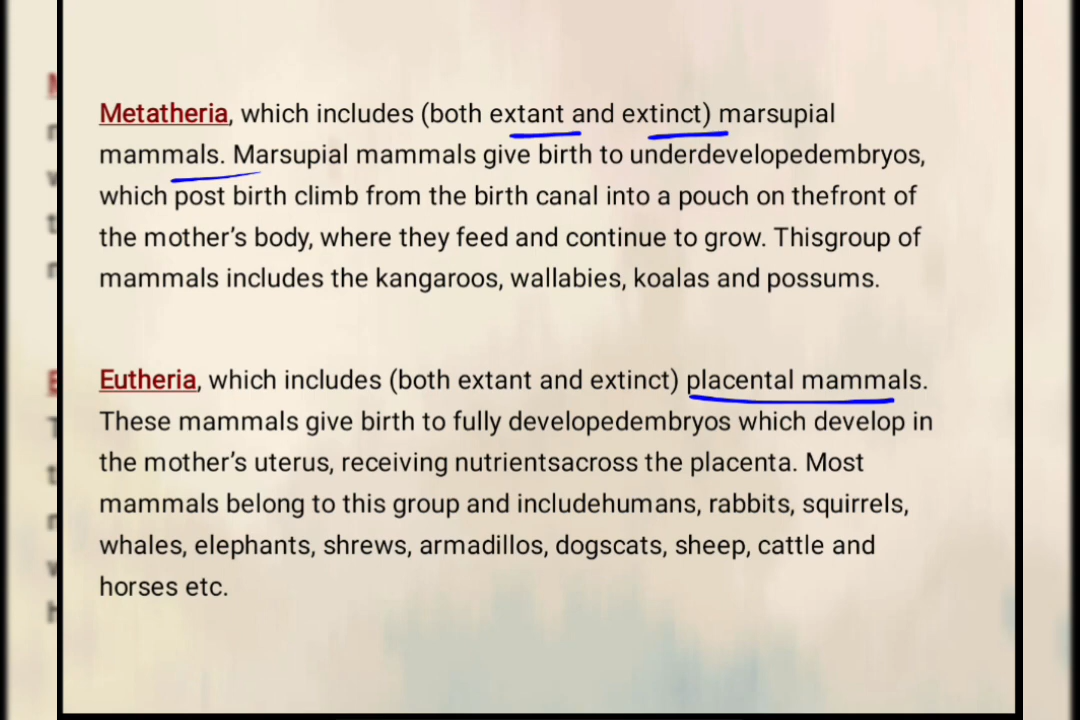 Metatheria, which includes (both extant and extinct) marsupial
mammals. Marsupial mammals give birth to underdevelopedembryos,
which post birth climb from the birth canal into a pouch on thefront of
the mother’s body, where they feed and continue to grow. Thisgroup of
mammals includes the kangaroos, wallabies, koalas and possums.
Eutheria, which includes (both extant and extinct) placental mammals.
These mammals give birth to fully developedembryos which develop in
the mother’s uterus, receiving nutrientsacross the placenta. Most
mammals belong to this group and includehumans, rabbits, squirrels,
whales, elephants, shrews, armadillos, dogscats, sheep, cattle and
horses etc.